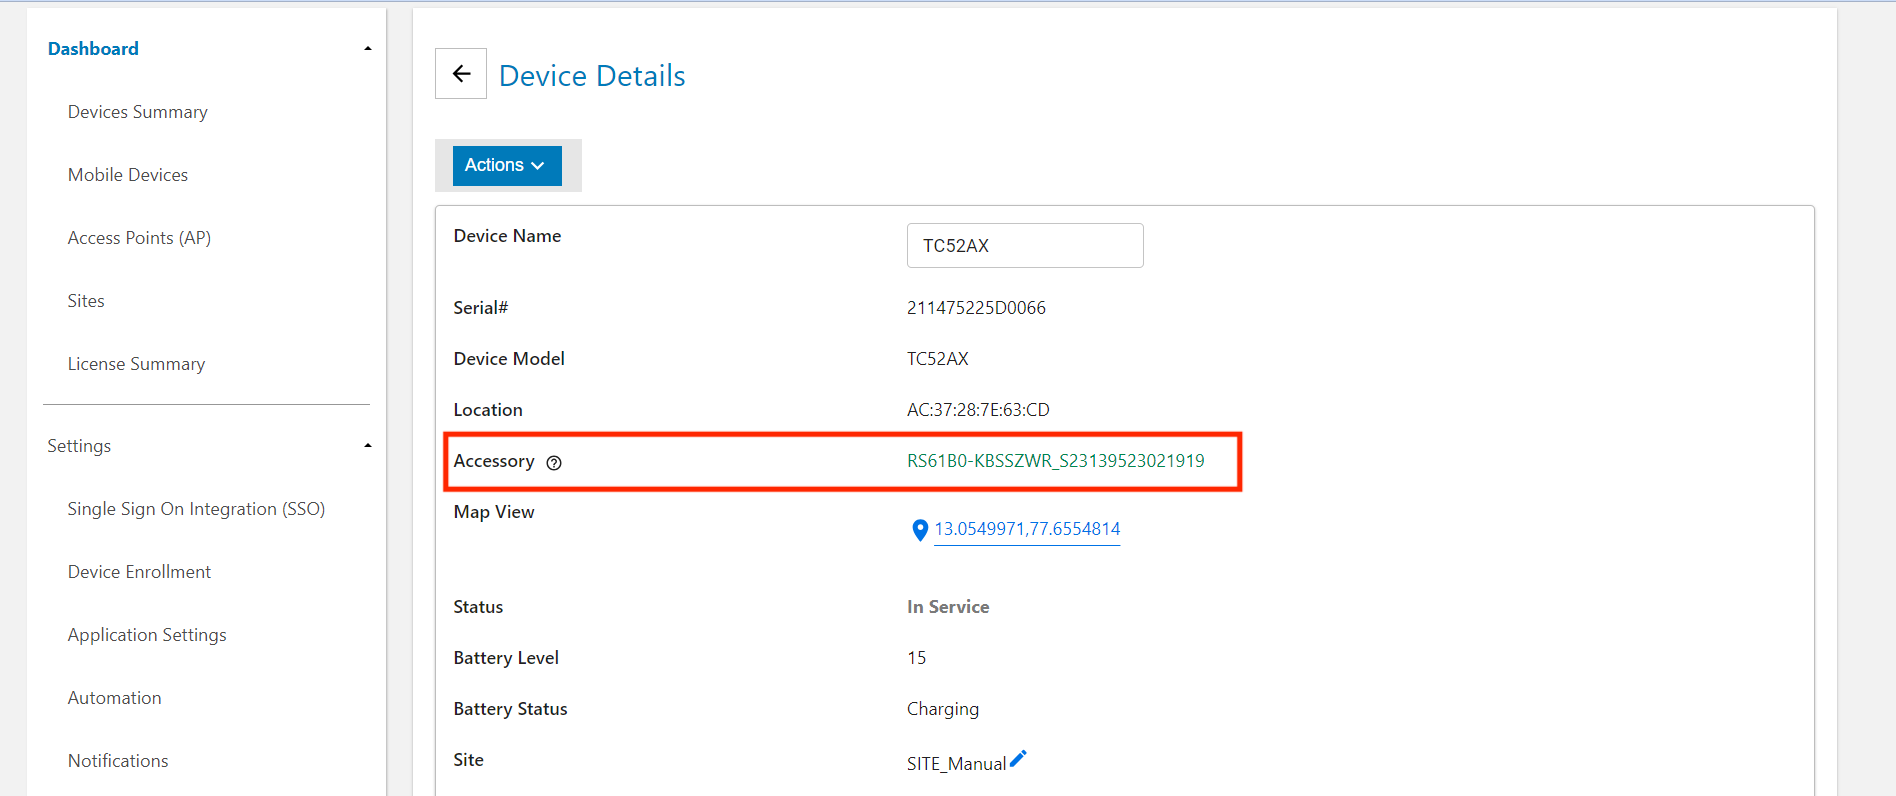 Dashboard
Devices Summary
Mobile Devices
Access Points (AP)
Sites
License Summary
Settings
Single Sign On Integration (SSO)
Device Enrollment
Application Settings
Automation
Notifications
Device Details
Actions
Device Name TC52AX
Serial# 211475225D0066
Device Model TC52AX
Location AC:37:28:7E:63:CD
Accessory ? RS61B0-KBSSZWR_S23139523021919
Map View 13.0549971,77.6554814
Status In Service
Battery Level 15
Battery Status Charging
Site SITE_Manual